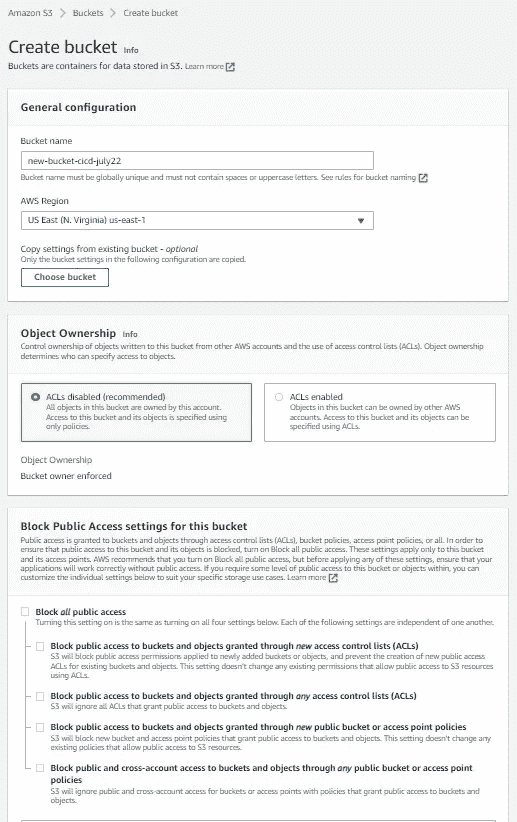 Amazon S3 > Buckets > Create bucket
Create bucket Info
Buckets are containers for data stored in S3. Learn more
General configuration
Bucket name
new-bucket-cicd-july22
Bucket name must be globally unique and must not contain spaces or uppercase letters. See rules for bucket naming
AWS Region
US East (N. Virginia) us-east-1
Copy settings from existing bucket - optional
Only the bucket settings in the following configuration are copied.
Choose bucket
Object Ownership Info
Control ownership of objects written to this bucket from other AWS accounts and the use of access control lists (ACLs). Object ownership
determines who can specify access to objects.
ACLs disabled (recommended)
All objects in this bucket are owned by this account.
Access to this bucket and its objects is specified using
only policies.
ACLs enabled
Objects in this bucket can be owned by other AWS
accounts. Access to this bucket and its objects can be
specified using ACLs.
Object Ownership
Bucket owner enforced
Block Public Access settings for this bucket
Public access is granted to buckets and objects through access control lists (ACLs), bucket policies, access point policies, or all. In order to
ensure that public access to this bucket and its objects is blocked, turn on Block all public access. These settings apply only to this bucket
and its access points. AWS recommends that you turn on Block all public access, but before applying any of these settings, ensure that your
applications will work correctly without public access. If you require some level of public access to this bucket or objects within, you can
customize the individual settings below to suit your specific storage use cases. Learn more
Block all public access
Turning this setting on is the same as turning on all four settings below. Each of the following settings are independent of one another.
Block public access to buckets and objects granted through new access control lists (ACLs)
S3 will block public access permissions applied to newly added buckets or objects, and prevent the creation of new public access
ACLs for existing buckets and objects. This setting doesn't change any existing permissions that allow public access to S3 resources
using ACLs.
Block public access to buckets and objects granted through any access control lists (ACLs)
S3 will ignore all ACLs that grant public access to buckets and objects.
Block public access to buckets and objects granted through new public bucket or access point policies
S3 will block new bucket and access point policies that grant public access to buckets and objects. This setting doesn't change any
existing policies that allow public access to S3 resources.
Block public and cross-account access to buckets and objects through any public bucket or access point
policies
S3 will ignore public and cross-account access for buckets or access points with policies that grant public access to buckets and
objects.